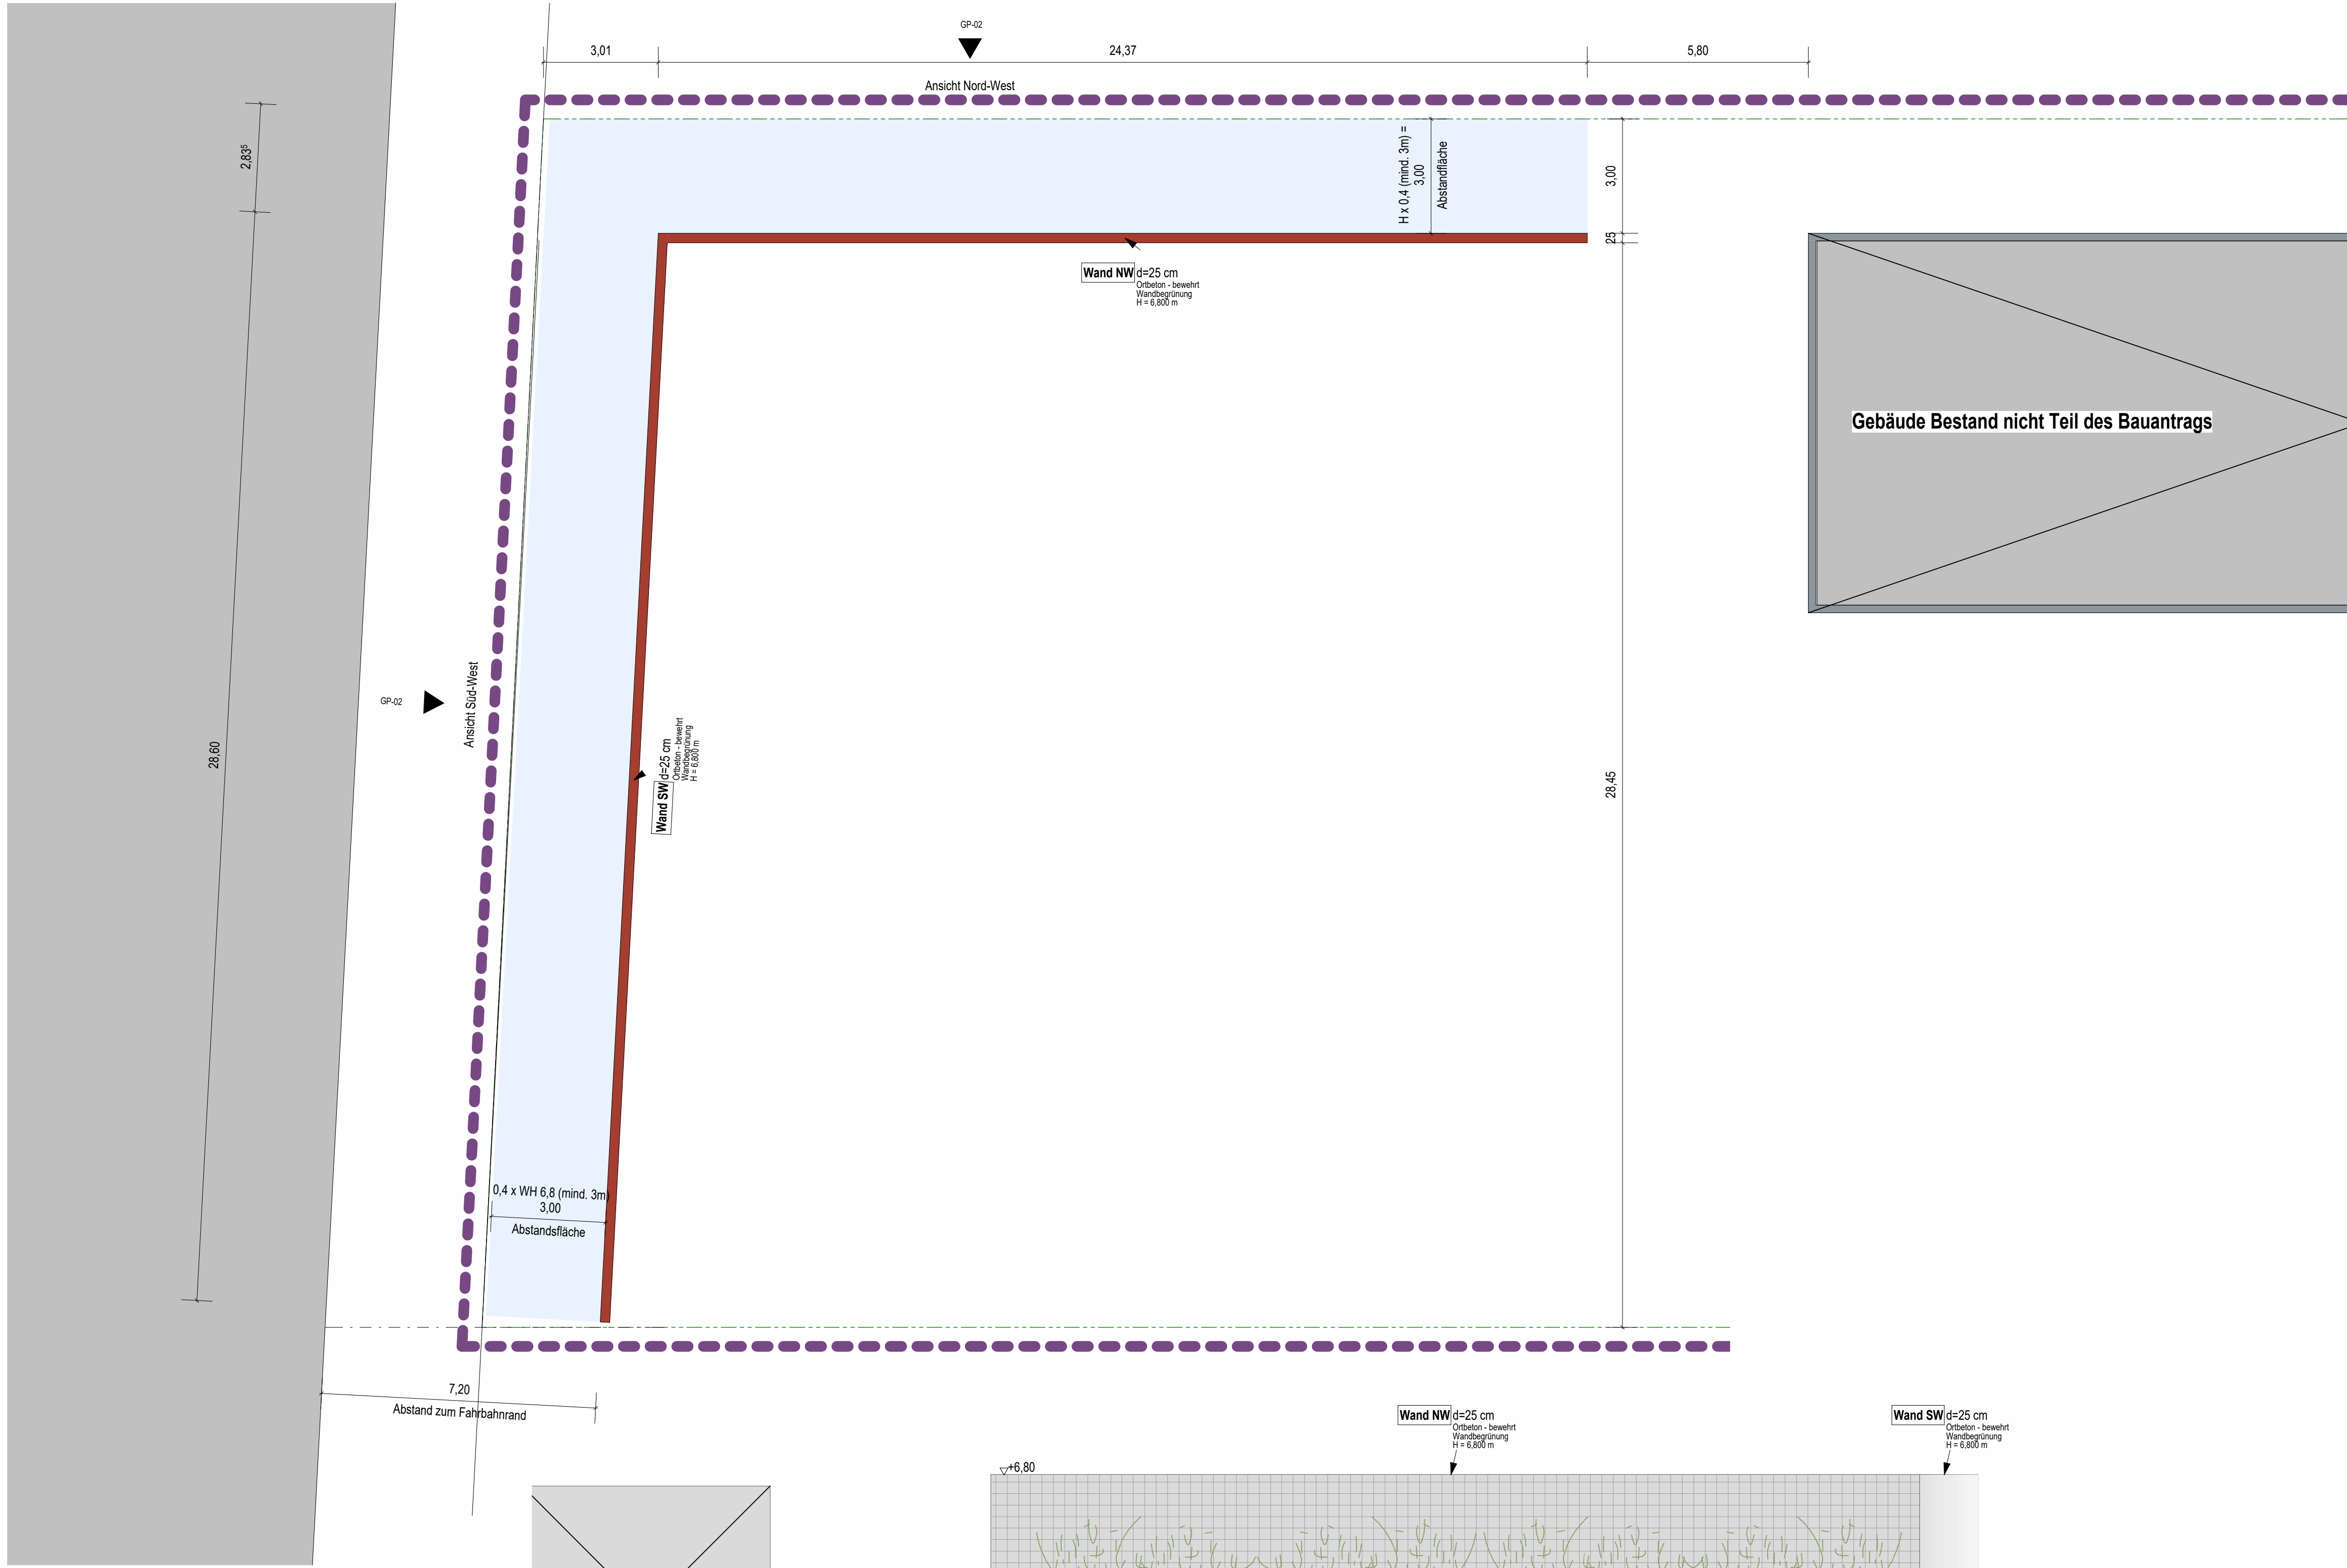 GP-02
3,01
24,37
5,80
Ansicht Nord-West
2,83⁵
H x 0,4 (mind. 3m) =
3,00
Abstandfläche
3,00
25
Wand NW d=25 cm
Ortbeton - bewehrt
Wandbegrünung
H = 6,800 m
Gebäude Bestand nicht Teil des Bauantrags
GP-02
Ansicht Süd-West
28,60
Wand SW d=25 cm
Ortbeton - bewehrt
Wandbegrünung
H = 6,800 m
28,45
0,4 x WH 6,8 (mind. 3m)
3,00
Abstandsfläche
7,20
Abstand zum Fahrbahnrand
Wand NW d=25 cm
Ortbeton - bewehrt
Wandbegrünung
H = 6,800 m
Wand SW d=25 cm
Ortbeton - bewehrt
Wandbegrünung
H = 6,800 m
+6,80